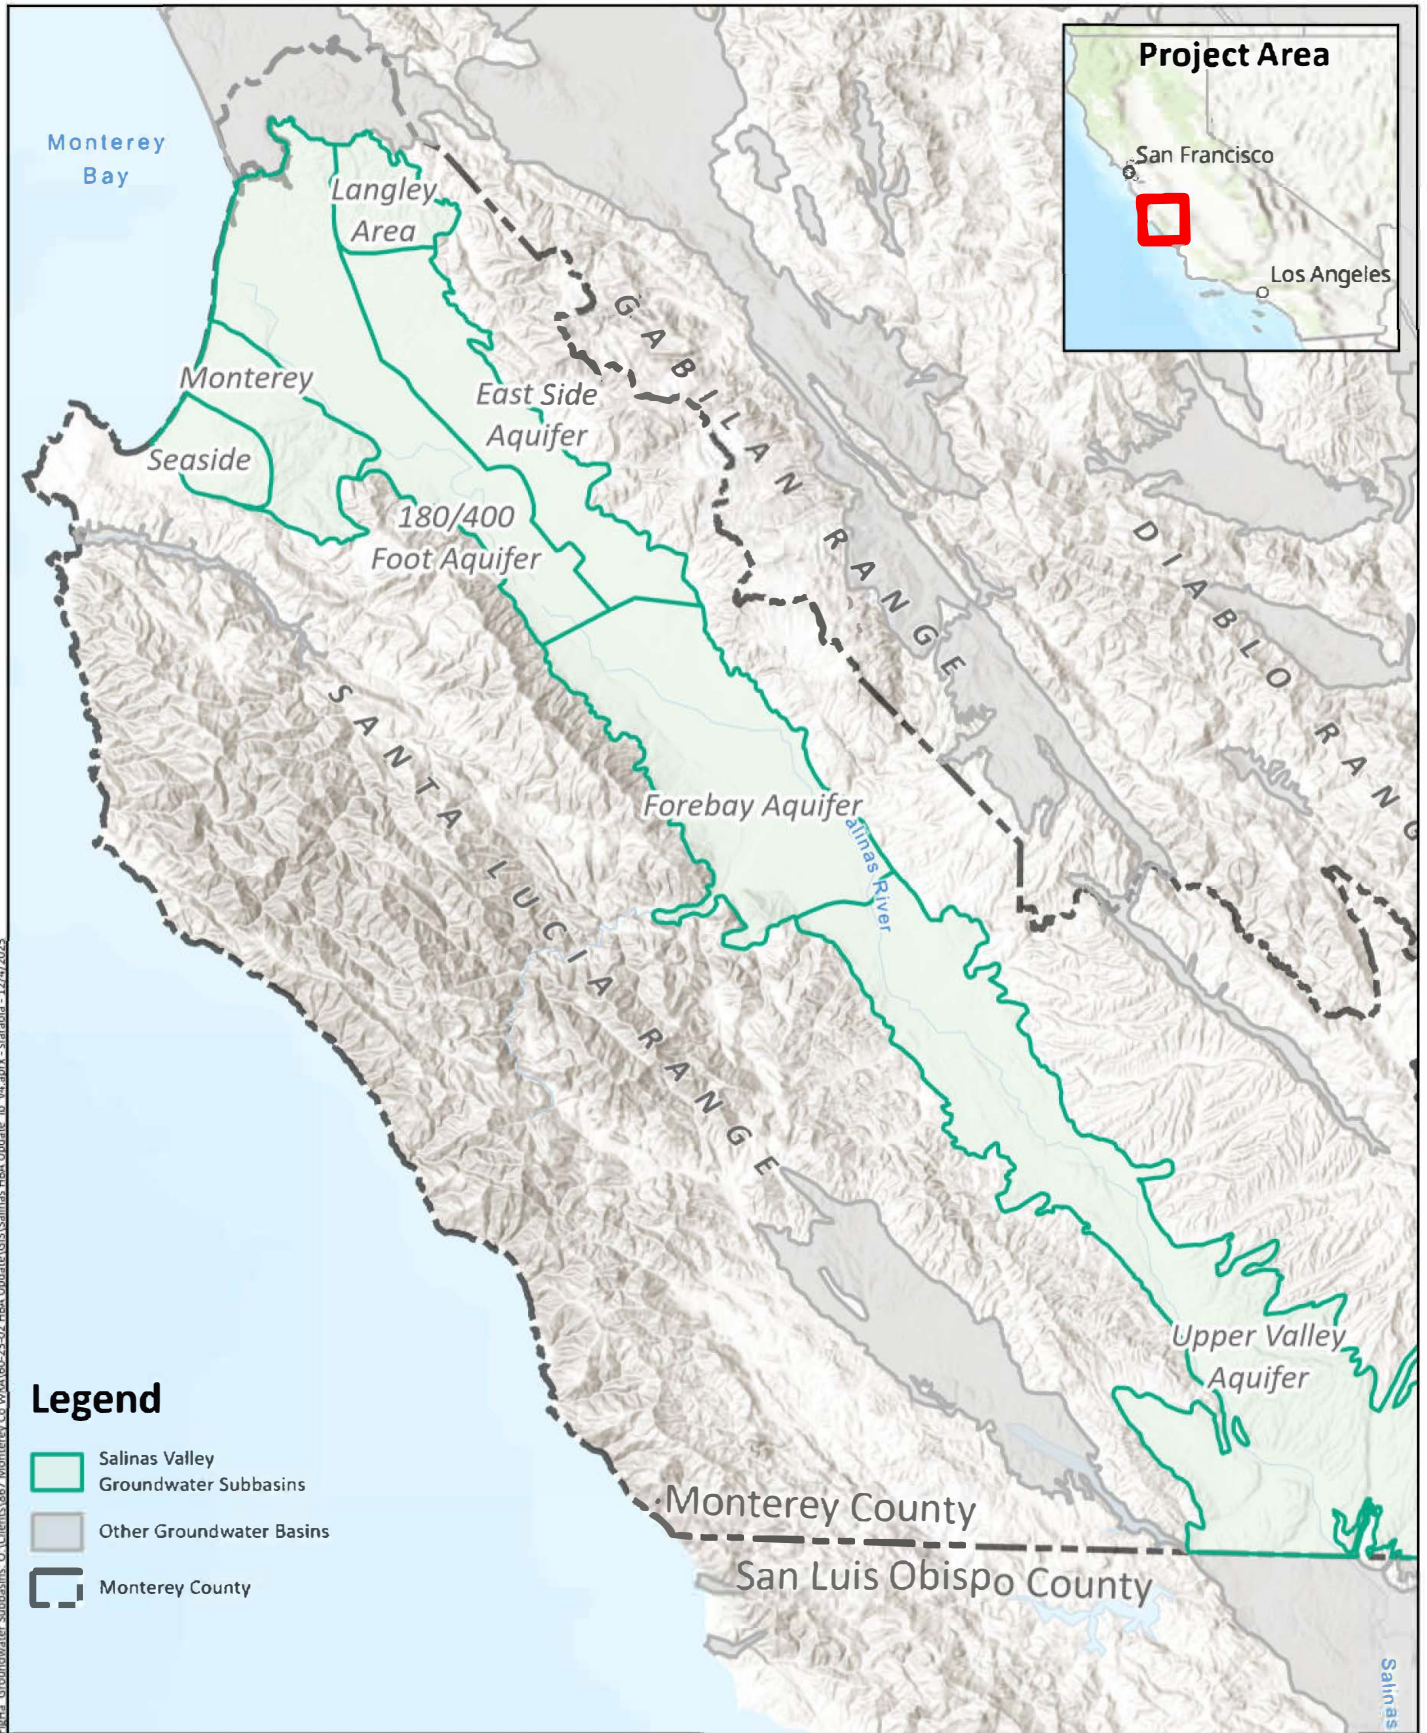 Project Area
San Francisco
Los Angeles
Monterey
Bay
Langley
Area
GABILAN RANGE
Monterey
East Side
Aquifer
Seaside
180/400
Foot Aquifer
DIABLO RANG
SANTA LUCIA RANGE
Forebay Aquifer
alinas River
Upper Valley
Aquifer
Legend
Salinas Valley
Groundwater Subbasins
Other Groundwater Basins
Monterey County
Monterey County
San Luis Obispo County
Salinas